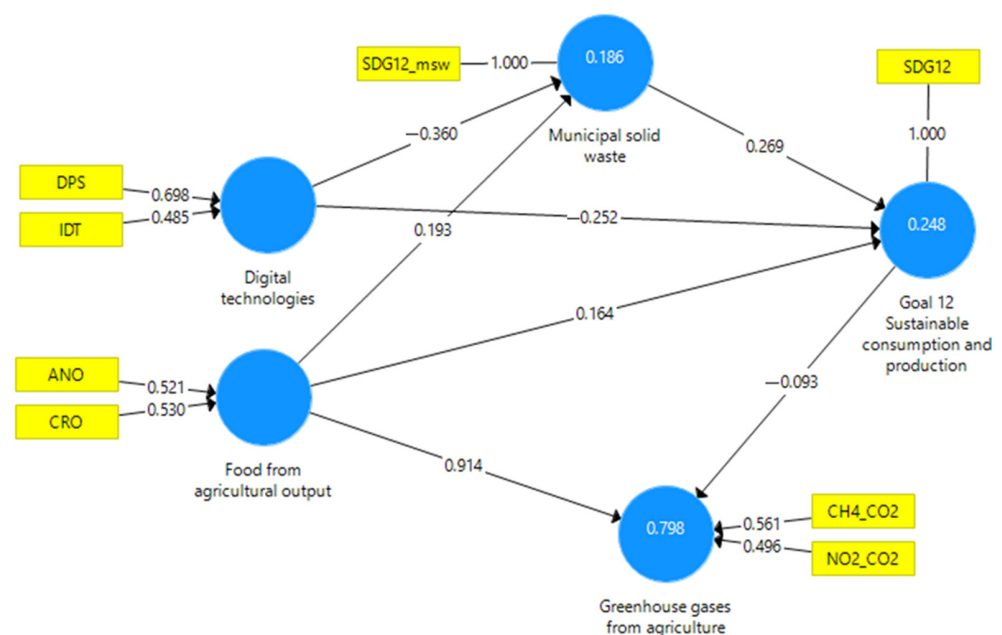 SDG12_msw
1.000
0.186
SDG12
Municipal solid
waste
−0.360
0.269
1.000
DPS
0.698
IDT
0.485
0.193
−0.252
0.248
Digital
technologies
Goal 12
Sustainable
consumption and
production
0.164
ANO
0.521
CRO
0.530
−0.093
Food from
agricultural output
0.914
0.798
0.561
CH4_CO2
0.496
NO2_CO2
Greenhouse gases
from agriculture